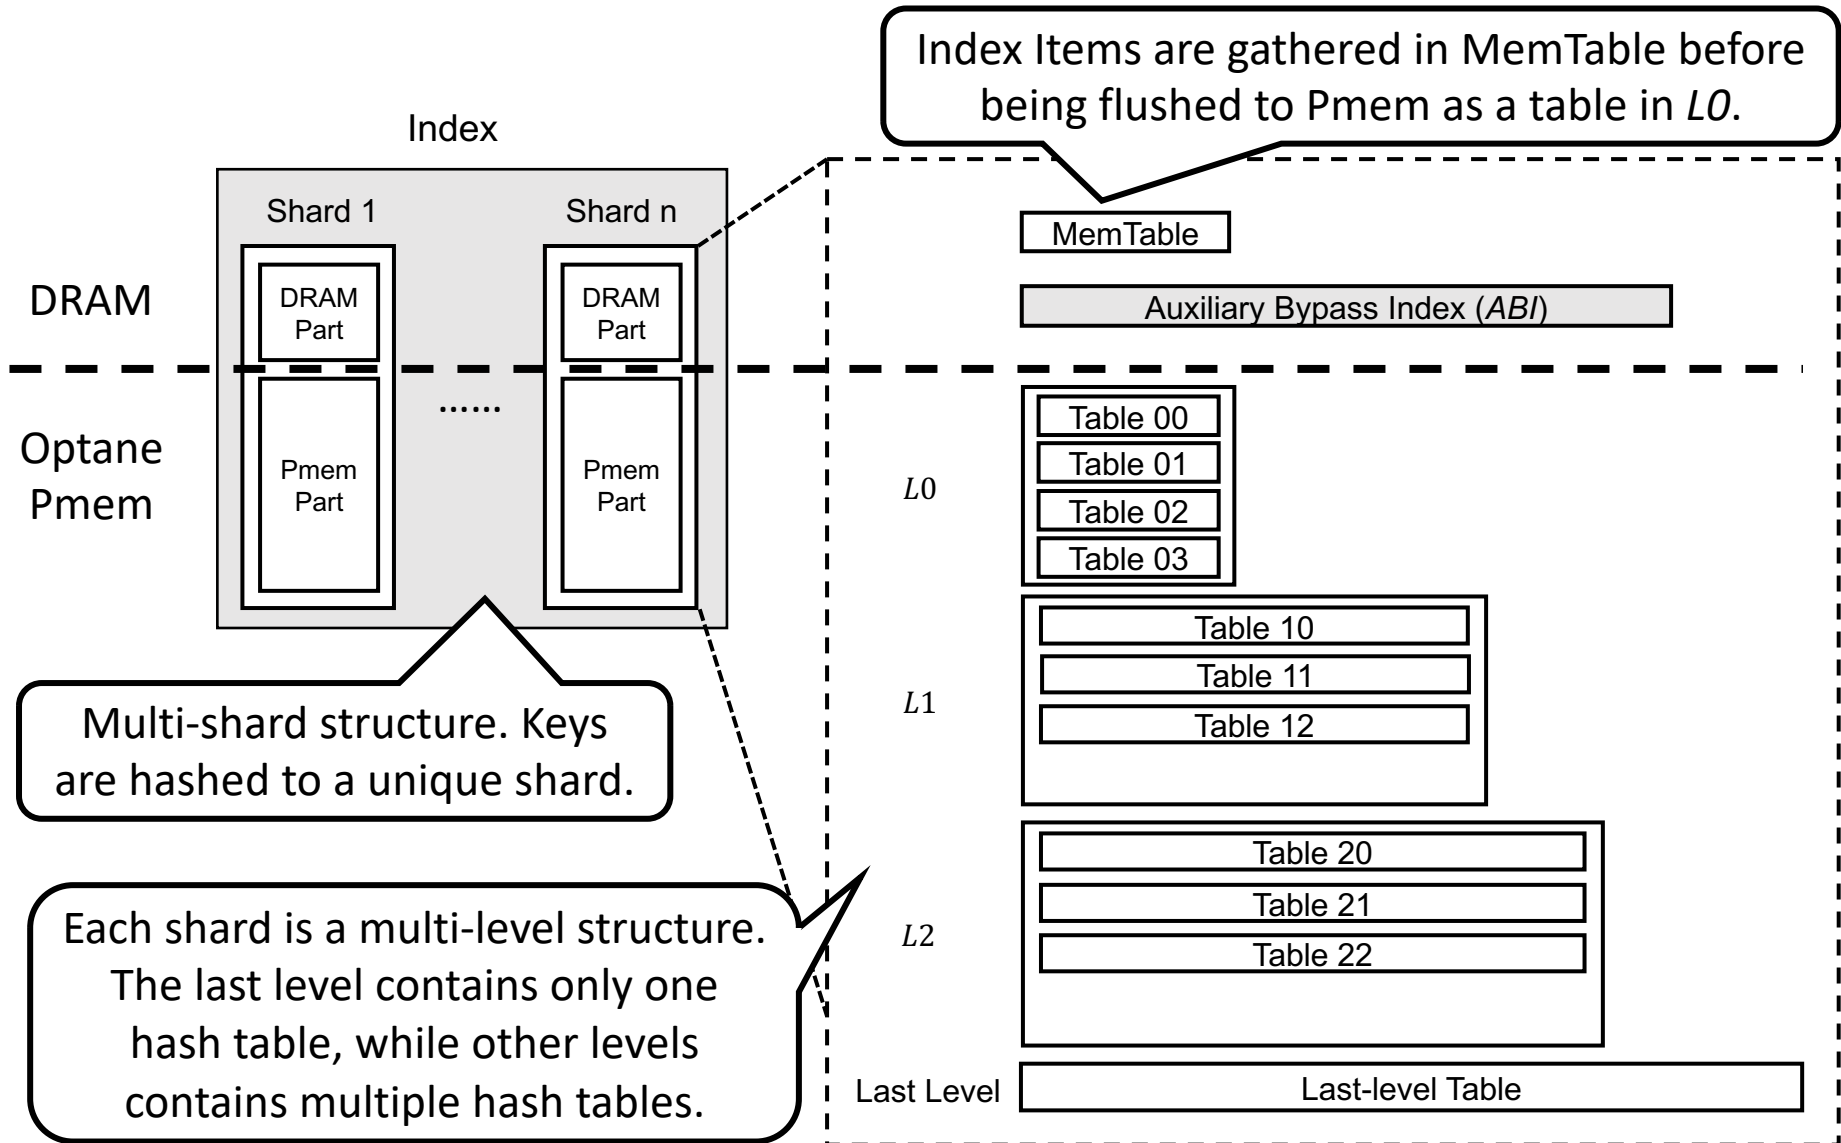 Index Items are gathered in MemTable before
being flushed to Pmem as a table in L0.
Index
Shard 1
Shard n
DRAM
Part
DRAM
Part
DRAM
Optane
Pmem
Pmem
Part
......
Pmem
Part
Multi-shard structure. Keys
are hashed to a unique shard.
Each shard is a multi-level structure.
The last level contains only one
hash table, while other levels
contains multiple hash tables.
MemTable
Auxiliary Bypass Index (ABI)
L0
Table 00
Table 01
Table 02
Table 03
L1
Table 10
Table 11
Table 12
L2
Table 20
Table 21
Table 22
Last Level
Last-level Table